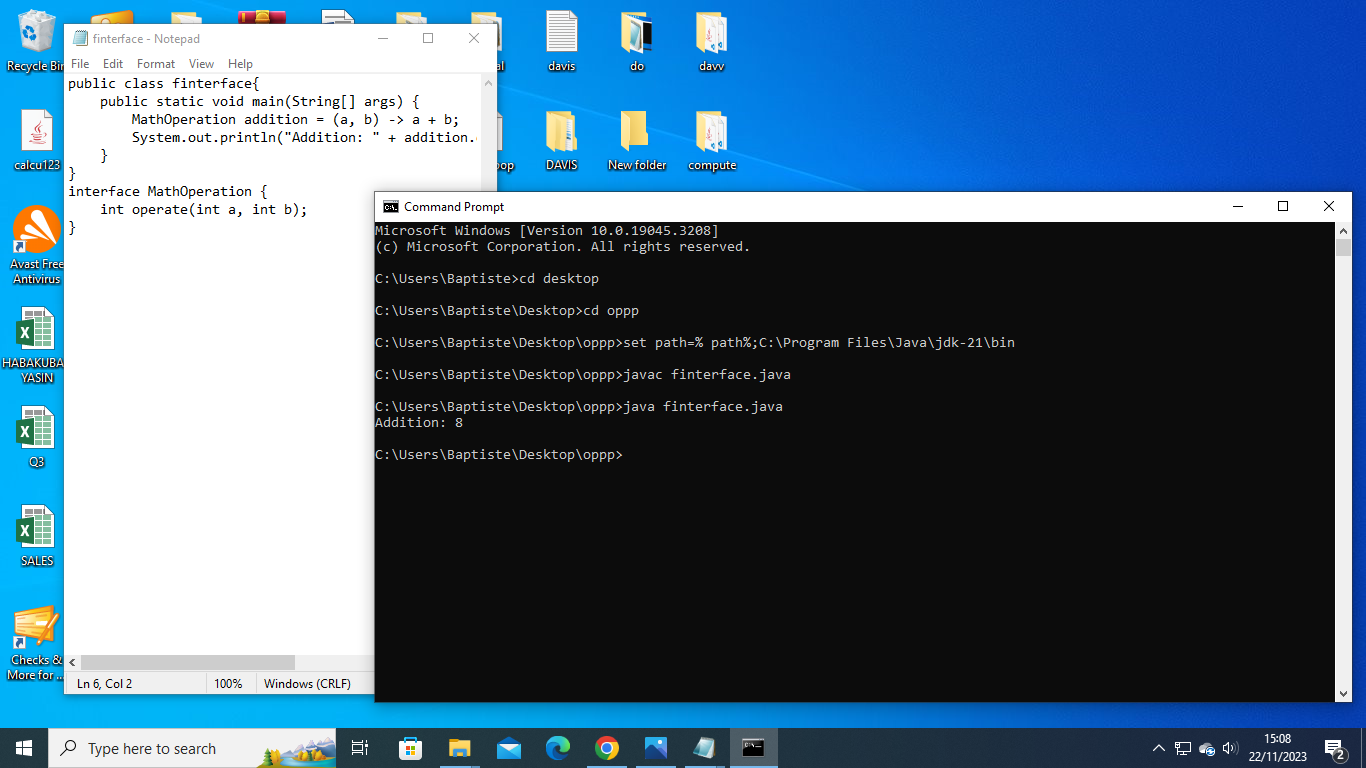 Recycle Bin
davis
do
davv
calcu123
DAVIS
New folder
compute
Avast Free
Antivirus
HABAKUBA
YASIN
Q3
SALES
Checks &
More for ...
finterface - Notepad
File Edit Format View Help
public class finterface{
    public static void main(String[] args) {
        MathOperation addition = (a, b) -> a + b;
        System.out.println("Addition: " + addition.
    }
}
interface MathOperation {
    int operate(int a, int b);
}
Ln 6, Col 2 100% Windows (CRLF)
Command Prompt
Microsoft Windows [Version 10.0.19045.3208]
(c) Microsoft Corporation. All rights reserved.
C:\Users\Baptiste>cd desktop
C:\Users\Baptiste\Desktop>cd oppp
C:\Users\Baptiste\Desktop\oppp>set path=% path%;C:\Program Files\Java\jdk-21\bin
C:\Users\Baptiste\Desktop\oppp>javac finterface.java
C:\Users\Baptiste\Desktop\oppp>java finterface.java
Addition: 8
C:\Users\Baptiste\Desktop\oppp>
Type here to search
15:08
22/11/2023
2